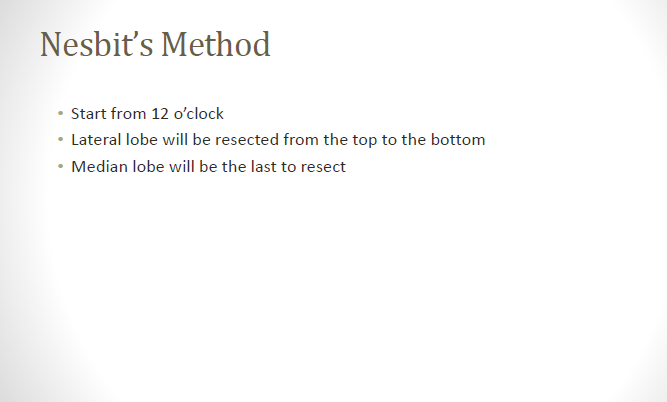 Nesbit’s Method
• Start from 12 o’clock
• Lateral lobe will be resected from the top to the bottom
• Median lobe will be the last to resect